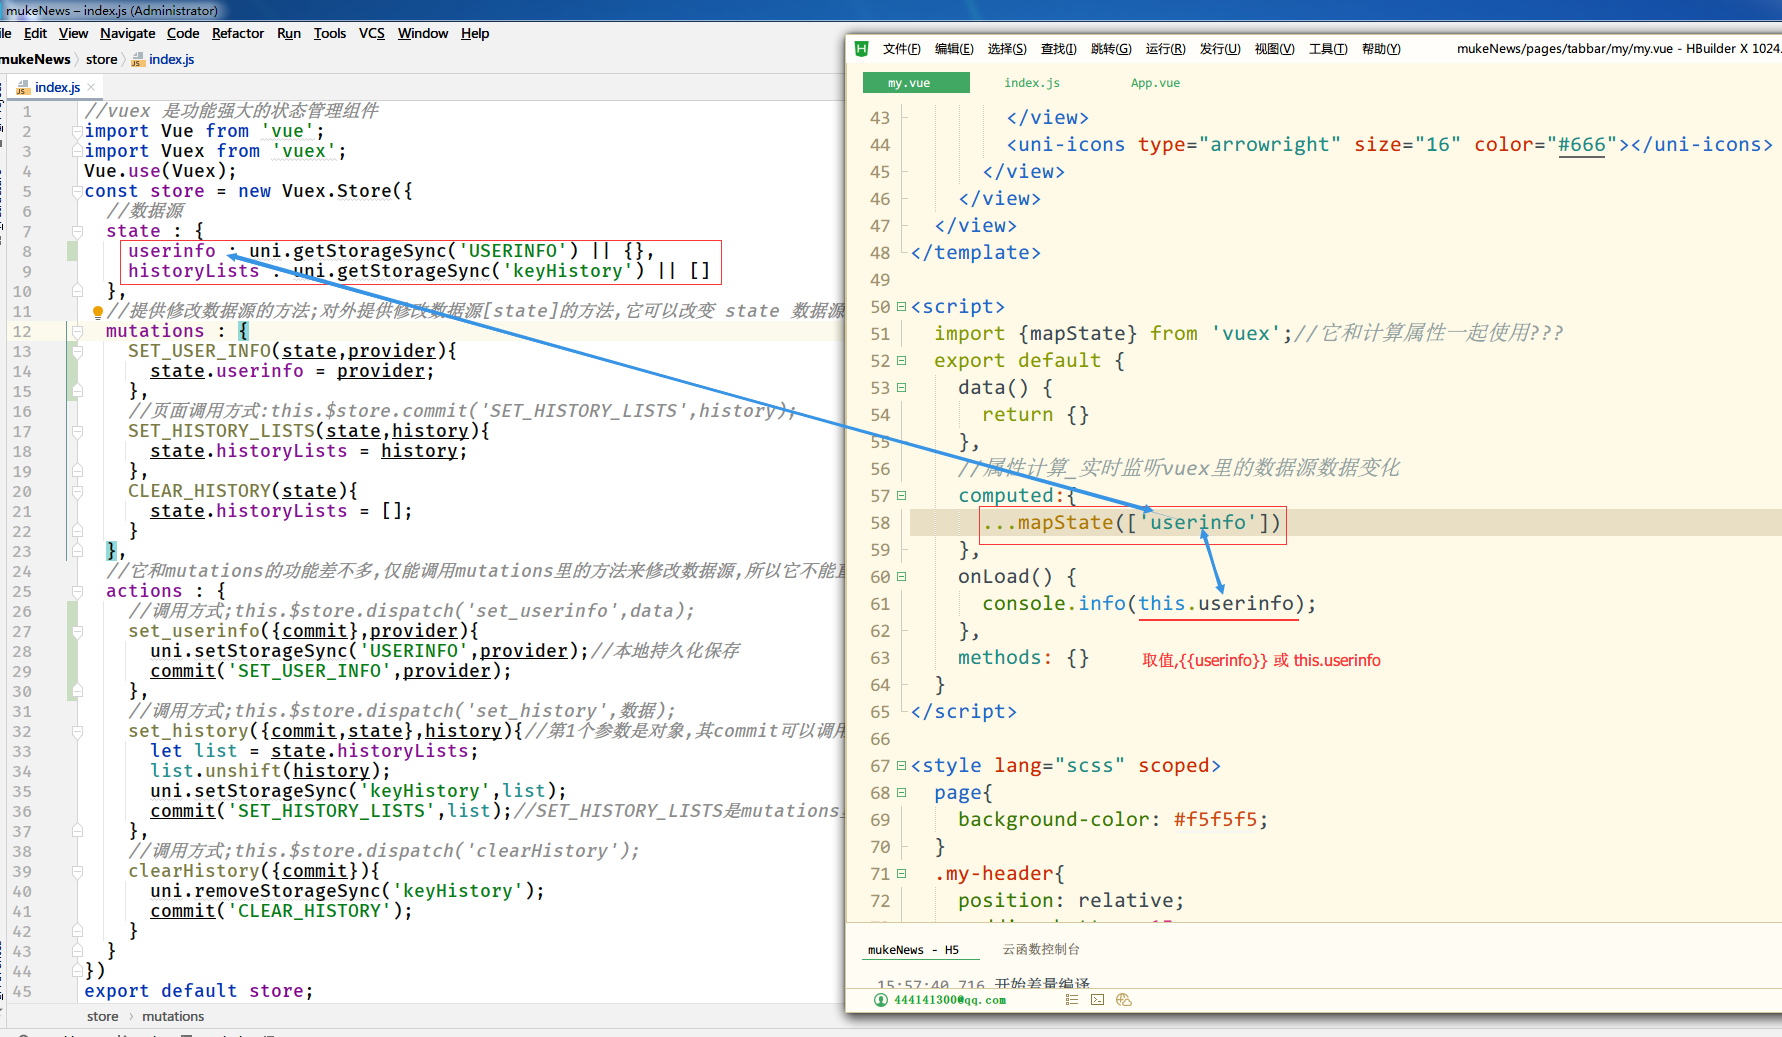 mukeNews – index.js (Administrator)
Edit View Navigate Code Refactor Run Tools VCS Window Help
mukeNews store index.js
index.js
1 //vuex 是功能强大的状态管理组件
2 import Vue from 'vue';
3 import Vuex from 'vuex';
4 Vue.use(Vuex);
5 const store = new Vuex.Store({
6 //数据源
7 state : {
8 userinfo : uni.getStorageSync('USERINFO') || {},
9 historyLists : uni.getStorageSync('keyHistory') || []
10 },
11 //提供修改数据源的方法;对外提供修改数据源[state]的方法,它可以改变 state 数据源
12 mutations : {
13 SET_USER_INFO(state,provider){
14 state.userinfo = provider;
15 },
16 //页面调用方式:this.$store.commit('SET_HISTORY_LISTS',history);
17 SET_HISTORY_LISTS(state,history){
18 state.historyLists = history;
19 },
20 CLEAR_HISTORY(state){
21 state.historyLists = [];
22 }
23 },
24 //它和mutations的功能差不多,仅能调用mutations里的方法来修改数据源,所以它不能直
25 actions : {
26 //调用方式;this.$store.dispatch('set_userinfo',data);
27 set_userinfo({commit},provider){
28 uni.setStorageSync('USERINFO',provider);//本地持久化保存
29 commit('SET_USER_INFO',provider);
30 },
31 //调用方式;this.$store.dispatch('set_history',数据);
32 set_history({commit,state},history){//第1个参数是对象,其commit可以调用
33 let list = state.historyLists;
34 list.unshift(history);
35 uni.setStorageSync('keyHistory',list);
36 commit('SET_HISTORY_LISTS',list);//SET_HISTORY_LISTS是mutations
37 },
38 //调用方式;this.$store.dispatch('clearHistory');
39 clearHistory({commit}){
40 uni.removeStorageSync('keyHistory');
41 commit('CLEAR_HISTORY');
42 }
43 }
44 })
45 export default store;
store › mutations
文件(F) 编辑(E) 选择(S) 查找(I) 跳转(G) 运行(R) 发行(U) 视图(V) 工具(T) 帮助(Y) mukeNews/pages/tabbar/my/my.vue - HBuilder X 1024.
my.vue index.js App.vue
43 </view>
44 <uni-icons type="arrowright" size="16" color="#666"></uni-icons>
45 </view>
46 </view>
47 </view>
48 </template>
49
50 <script>
51 import {mapState} from 'vuex';//它和计算属性一起使用???
52 export default {
53 data() {
54 return {}
55 },
56 //属性计算_实时监听vuex里的数据源数据变化
57 computed:{
58 ...mapState(['userinfo'])
59 },
60 onLoad() {
61 console.info(this.userinfo);
62 },
63 methods: {} 取值,{{userinfo}} 或 this.userinfo
64 }
65 </script>
66
67 <style lang="scss" scoped>
68 page{
69 background-color: #f5f5f5;
70 }
71 .my-header{
72 position: relative;
mukeNews - H5 云函数控制台
15:57:40.716 开始差量编译
444141300@qq.com